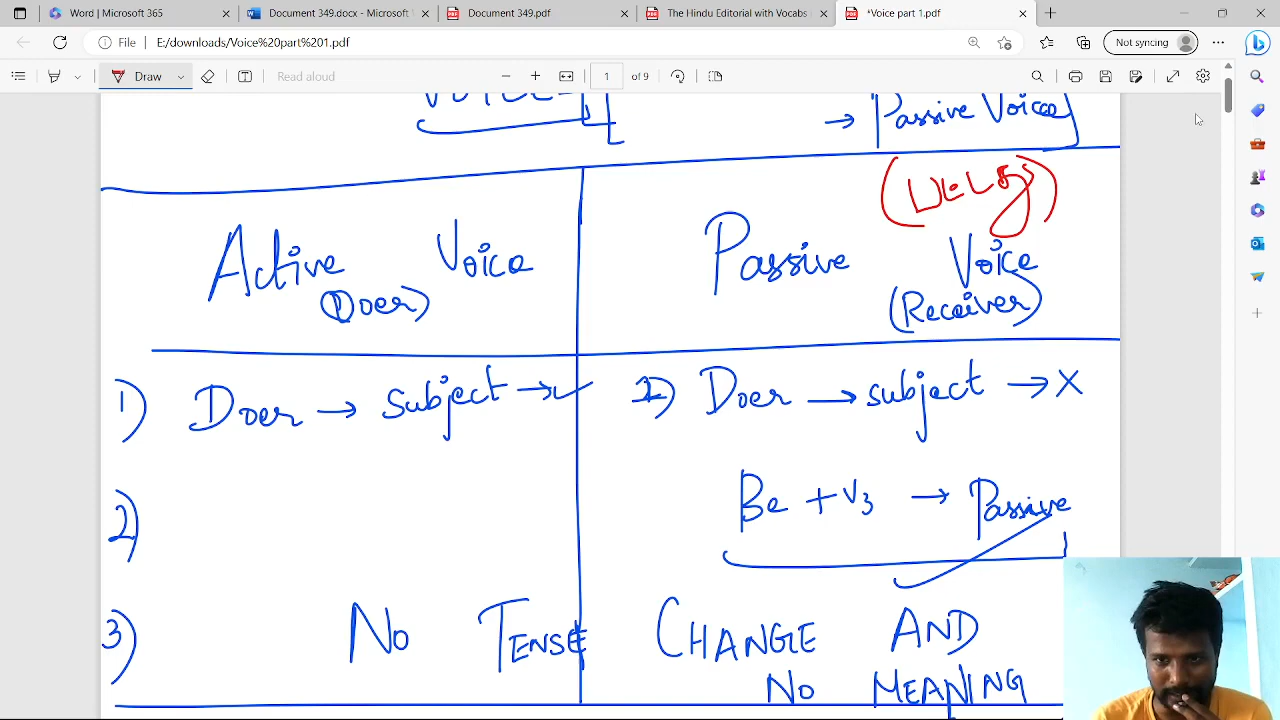 Word | Microsoft 365
Document 349.docx - Microsoft
Document 349.pdf
The Hindu Editorial with Vocabs
*Voice part 1.pdf
File
E:/downloads/Voice%20part%201.pdf
Not syncing
Draw
Read aloud
1
of 9
→ Passive Voice
Active Voice
(Doer)
Passive Voice
(Receiver)
1) Doer → subject → ✓
Doer → subject → X
2)
Be + V3 → Passive
3) NO TENSE CHANGE AND
NO MEANING